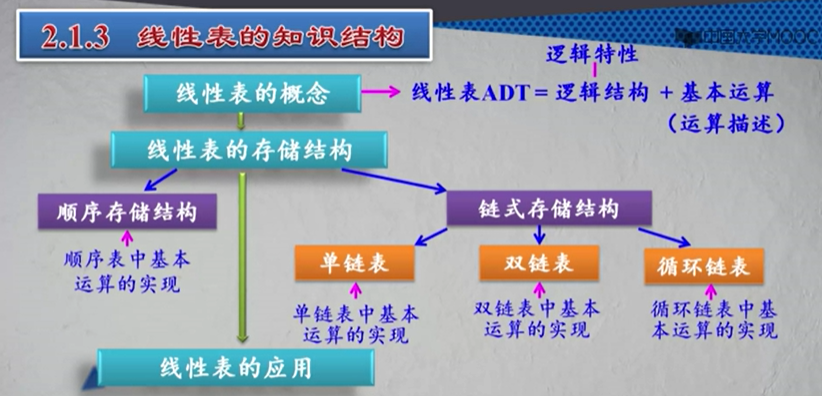 2.1.3 线性表的知识结构
中国大学MOOC
逻辑特性
线性表的概念
线性表ADT = 逻辑结构 + 基本运算
（运算描述）
线性表的存储结构
顺序存储结构
链式存储结构
顺序表中基本
运算的实现
单链表
双链表
循环链表
单链表中基本
运算的实现
双链表中基本
运算的实现
循环链表中基
本运算的实现
线性表的应用